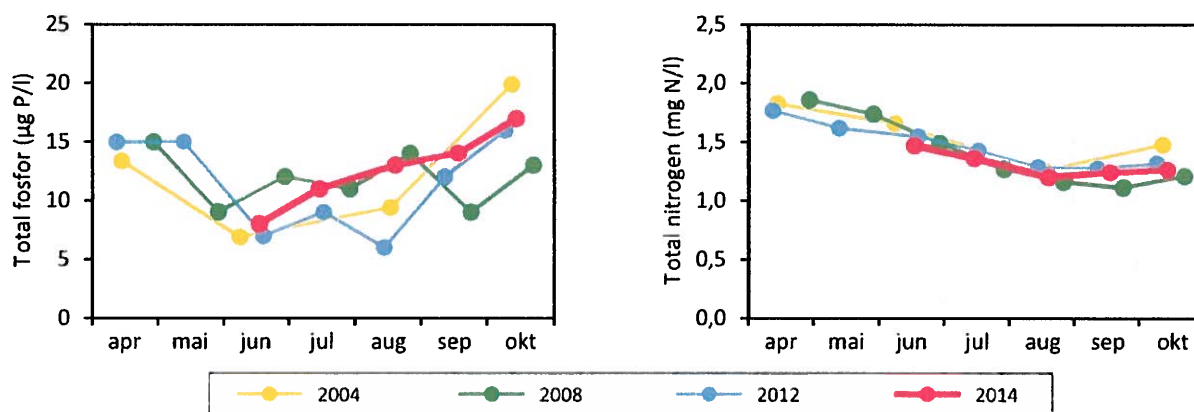 Total fosfor (µg P/l)
25
20
15
10
5
0
apr mai jun jul aug sep okt
Total nitrogen (mg N/l)
2,5
2,0
1,5
1,0
0,5
0,0
apr mai jun jul aug sep okt
2004 2008 2012 2014